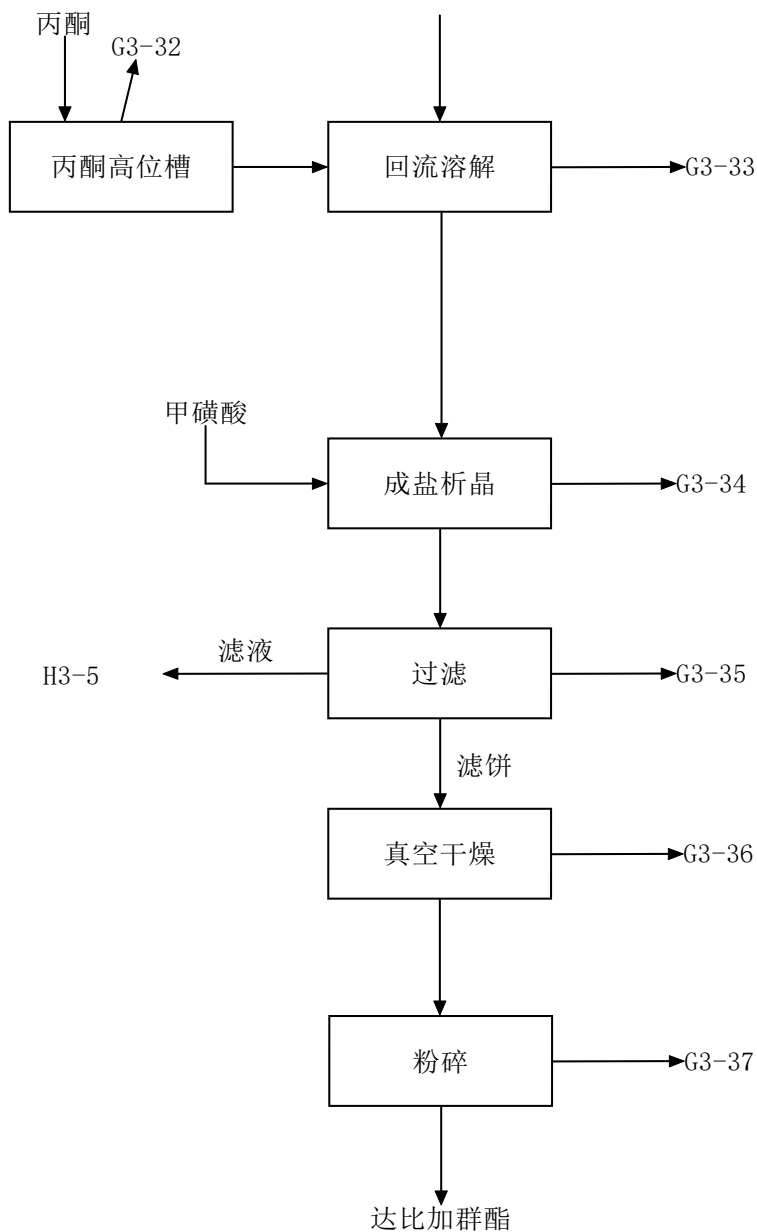 丙酮
G3-32
丙酮高位槽
回流溶解
G3-33
甲磺酸
成盐析晶
G3-34
H3-5
滤液
过滤
G3-35
滤饼
真空干燥
G3-36
粉碎
G3-37
达比加群酯